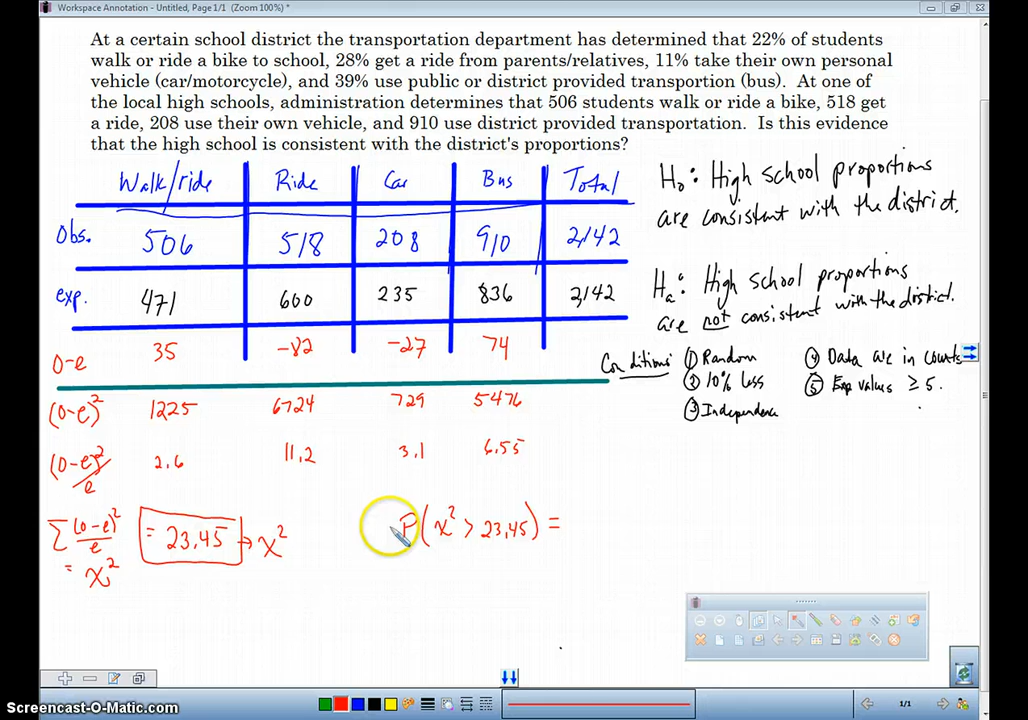 Workspace Annotation - Untitled, Page 1/1 (Zoom 100%) *
At a certain school district the transportation department has determined that 22% of students
walk or ride a bike to school, 28% get a ride from parents/relatives, 11% take their own personal
vehicle (car/motorcycle), and 39% use public or district provided transportion (bus). At one of
the local high schools, administration determines that 506 students walk or ride a bike, 518 get
a ride, 208 use their own vehicle, and 910 use district provided transportation. Is this evidence
that the high school is consistent with the district's proportions?
Walk/ride Ride Car Bus Total
Obs. 506 518 208 910 2,142
exp. 471 600 235 836 2,142
o-e 35 -82 -27 74
(o-e)² 1225 6724 729 5476
(o-e)²/e 2.6 11.2 3.1 6.55
Σ (o-e)²/e = 23.45 → χ²
= χ²
P(χ² > 23.45) =
H₀: High School proportions
are consistent with the district.
Hₐ: High School proportions
are not consistent with the district.
Conditions ① Random
② 10% less
③ Independence
④ Data are in counts
⑤ Exp values ≥ 5.
1/1
Screencast-O-Matic.com